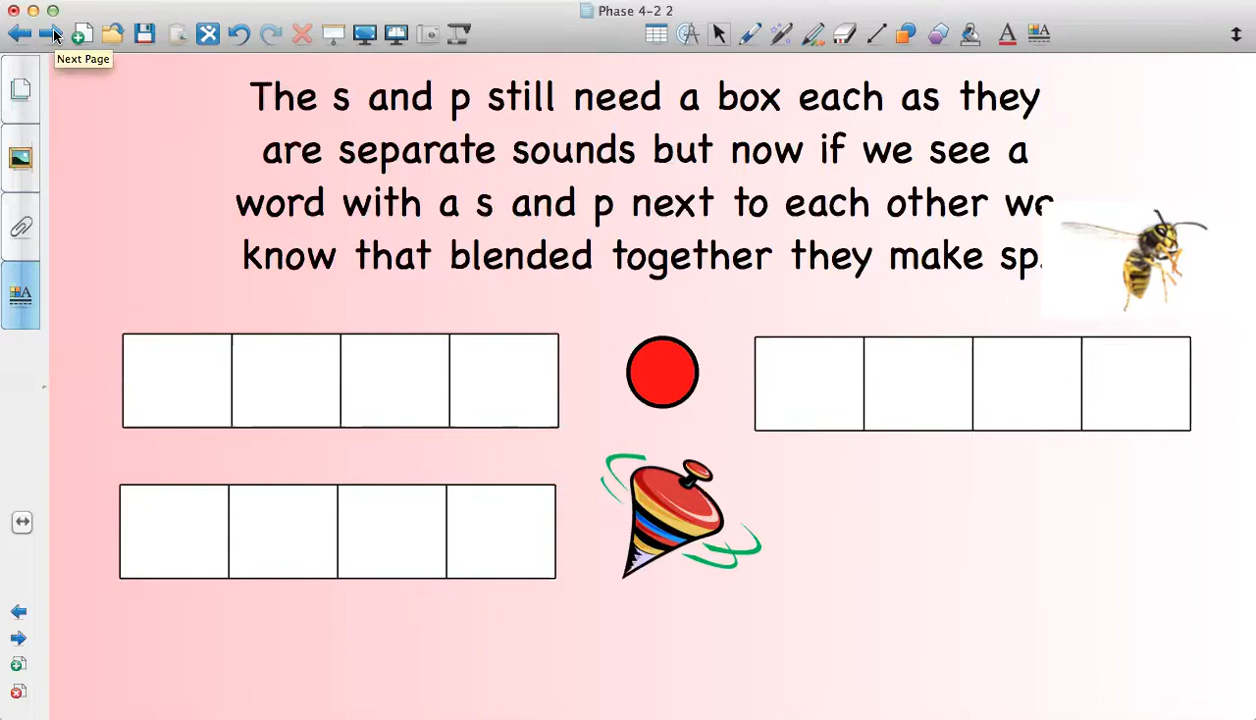 Phase 4-2 2
Next Page
The s and p still need a box each as they
are separate sounds but now if we see a
word with a s and p next to each other we
know that blended together they make sp.